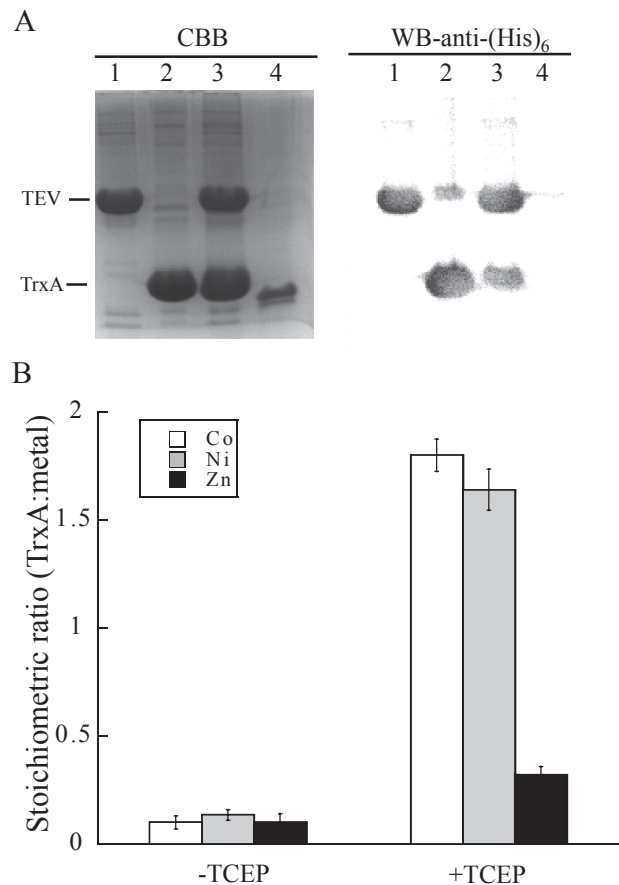 A
CBB
WB-anti-(His)6
1 2 3 4
1 2 3 4
TEV
TrxA
B
Stoichiometric ratio (TrxA:metal)
2
1.5
1
0.5
0
Co
Ni
Zn
-TCEP
+TCEP